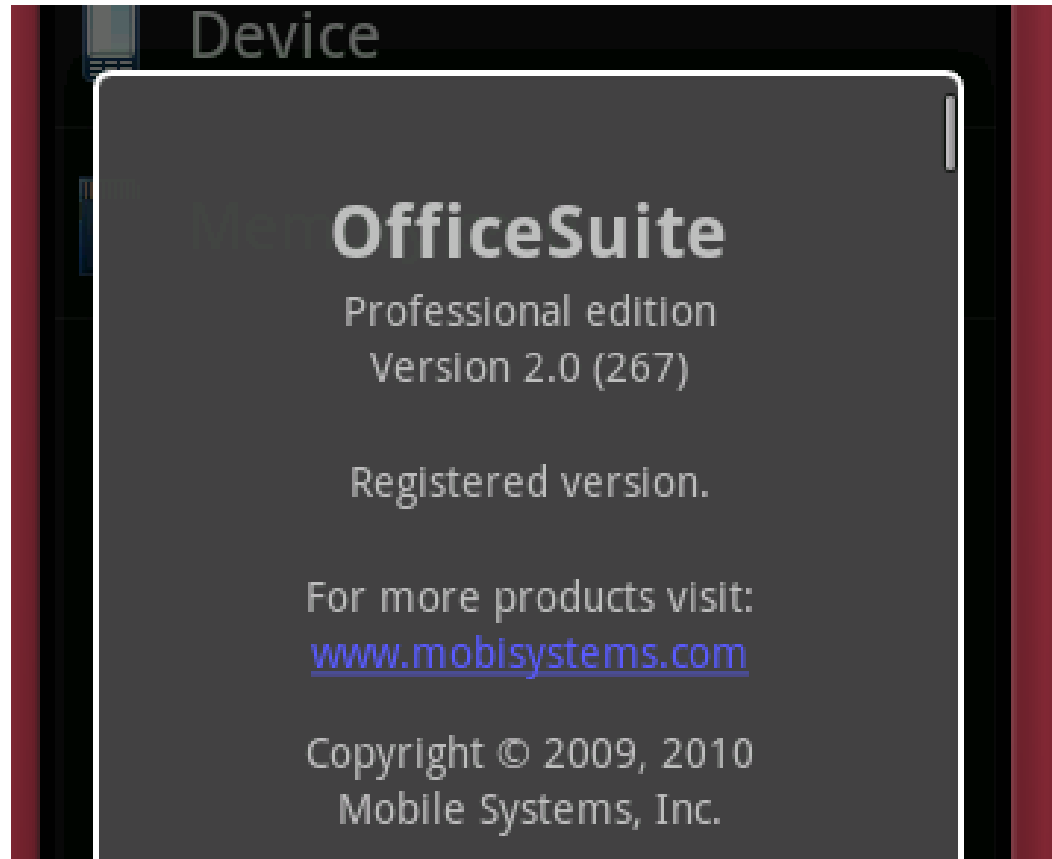 Device
OfficeSuite
Professional edition
Version 2.0 (267)
Registered version.
For more products visit:
www.mobisystems.com
Copyright © 2009, 2010
Mobile Systems, Inc.